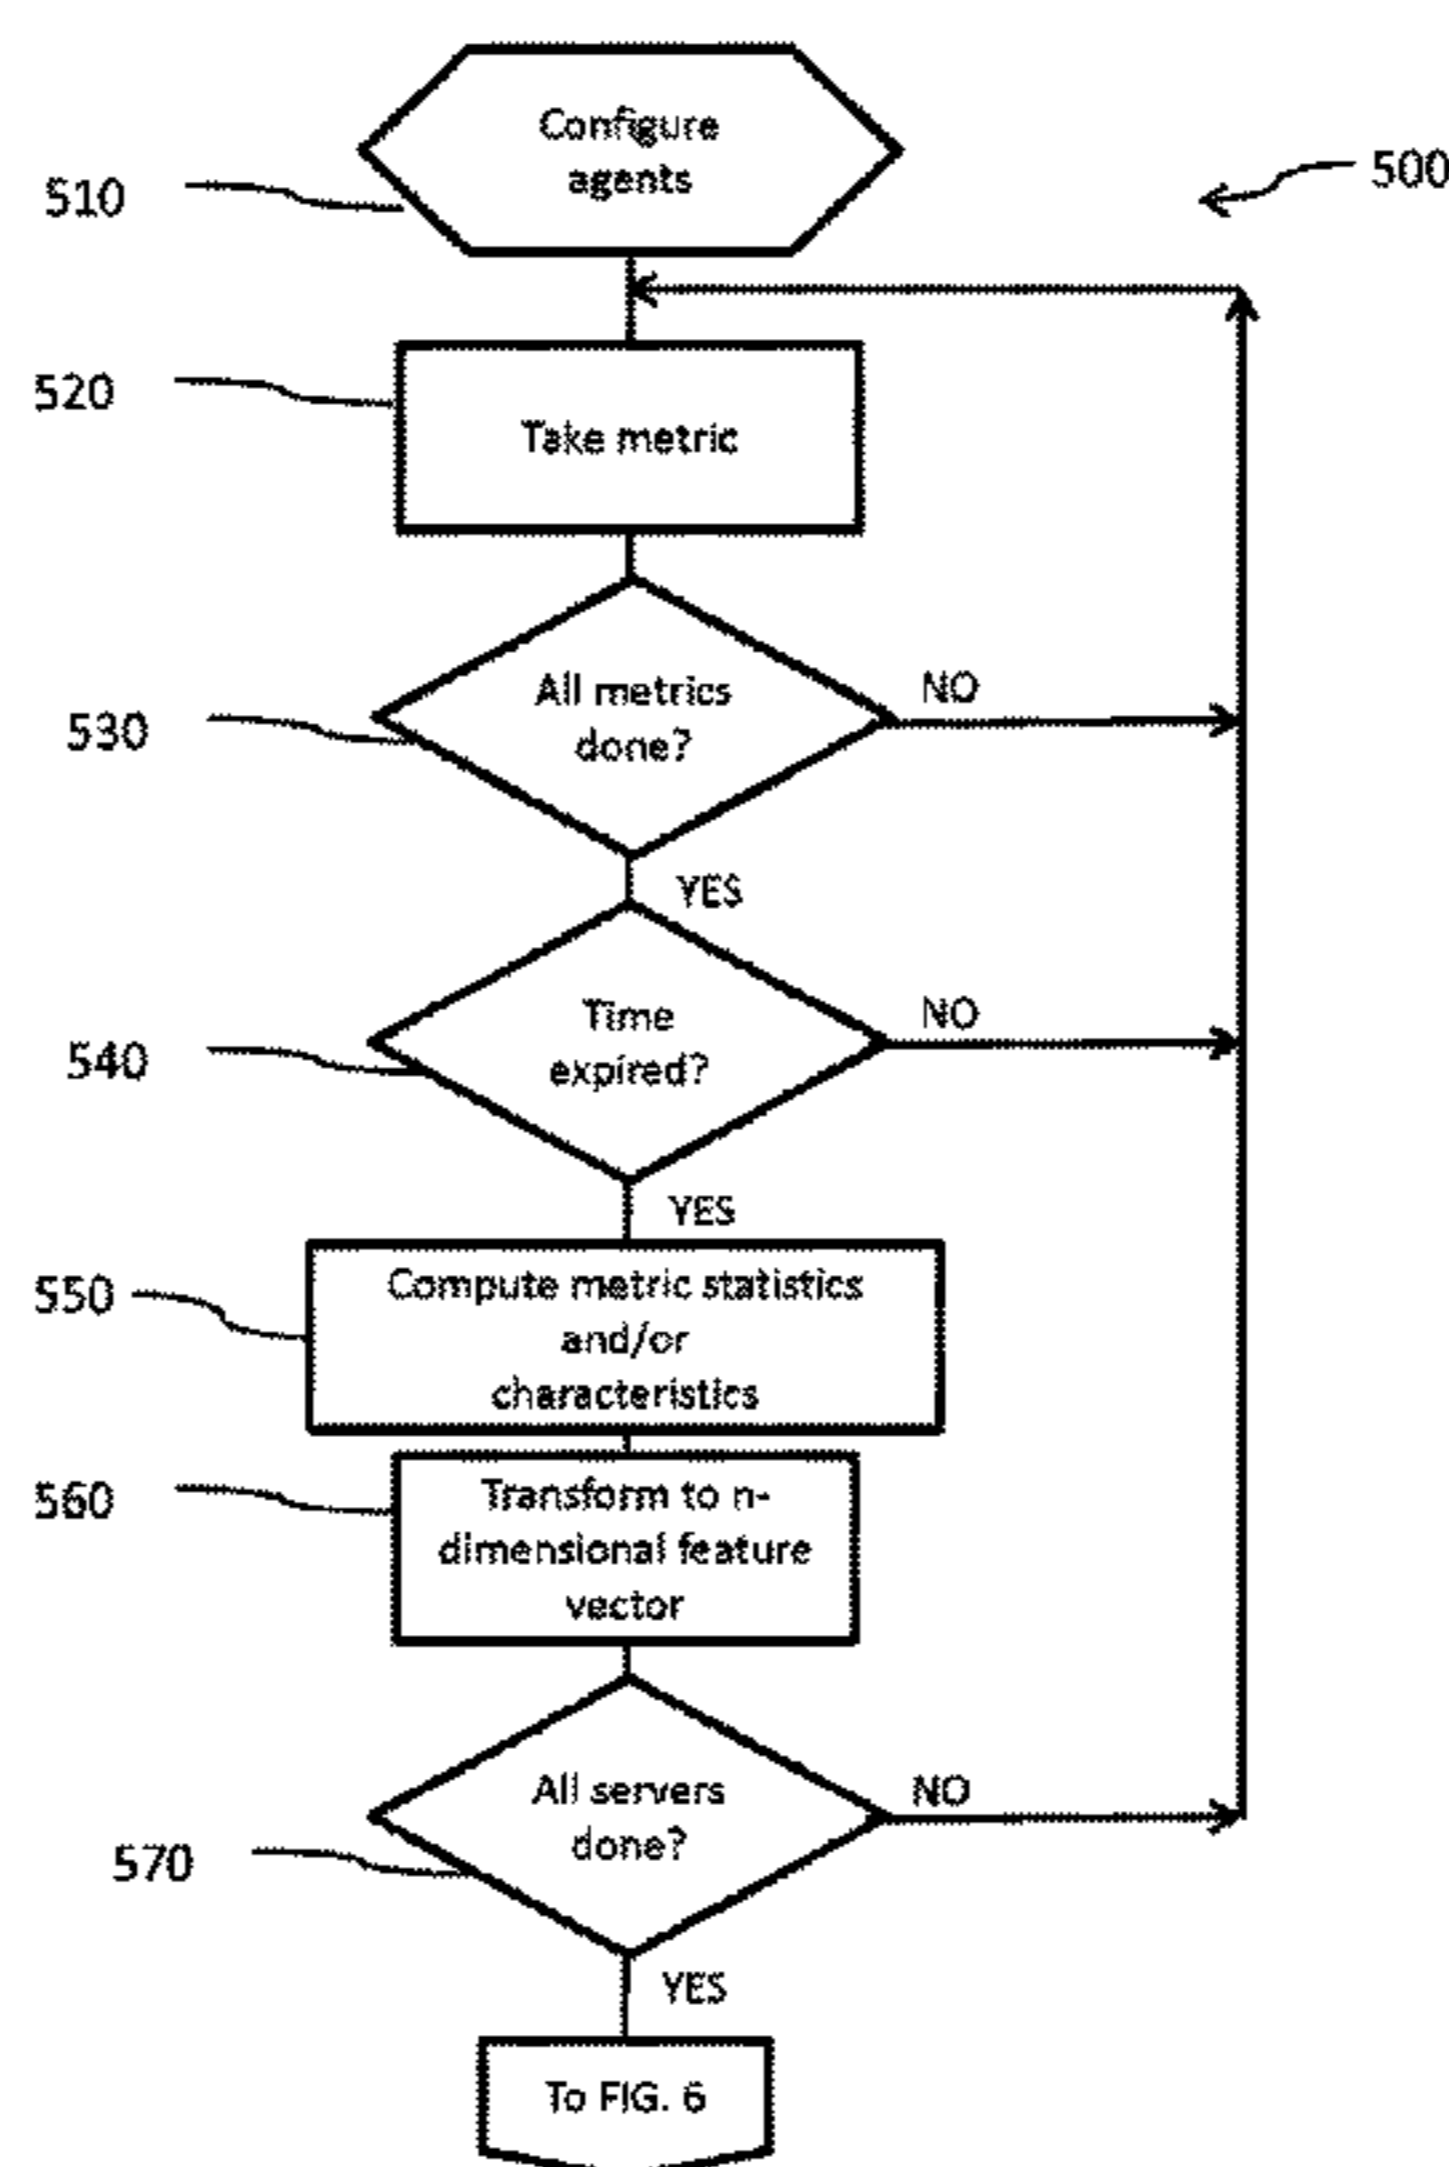 Configure
agents
510
500
520
Take metric
All metrics
done?
NO
530
YES
Time
expired?
NO
540
YES
550
Compute metric statistics
and/or
characteristics
560
Transform to n-
dimensional feature
vector
All servers
done?
NO
570
YES
To FIG. 6